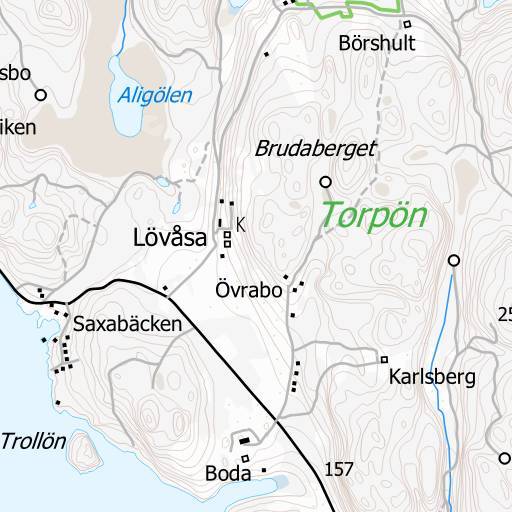 Börshult
sbo
Aligölen
iken
Brudaberget
Torpön
K
Lövåsa
Övrabo
Saxabäcken
25
Karlsberg
Trollön
Boda
157